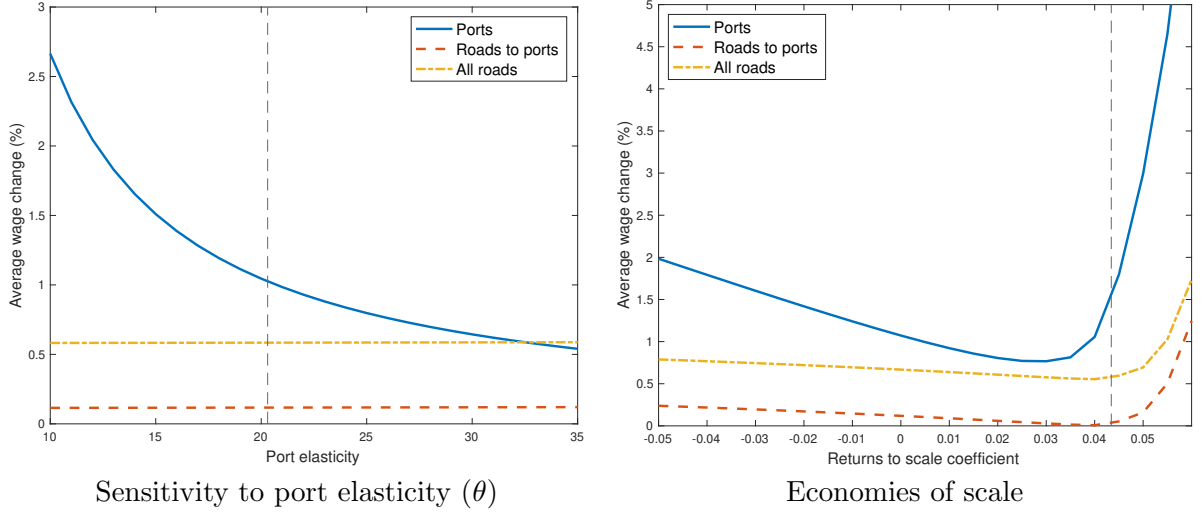 3
2.5
2
1.5
1
0.5
0
Average wage change (%)
Ports
Roads to ports
All roads
10
15
20
25
30
35
Port elasticity
Sensitivity to port elasticity (θ)
5
4.5
4
3.5
3
2.5
2
1.5
1
0.5
0
Average wage change (%)
Ports
Roads to ports
All roads
-0.05
-0.04
-0.03
-0.02
-0.01
0
0.01
0.02
0.03
0.04
0.05
Returns to scale coefficient
Economies of scale